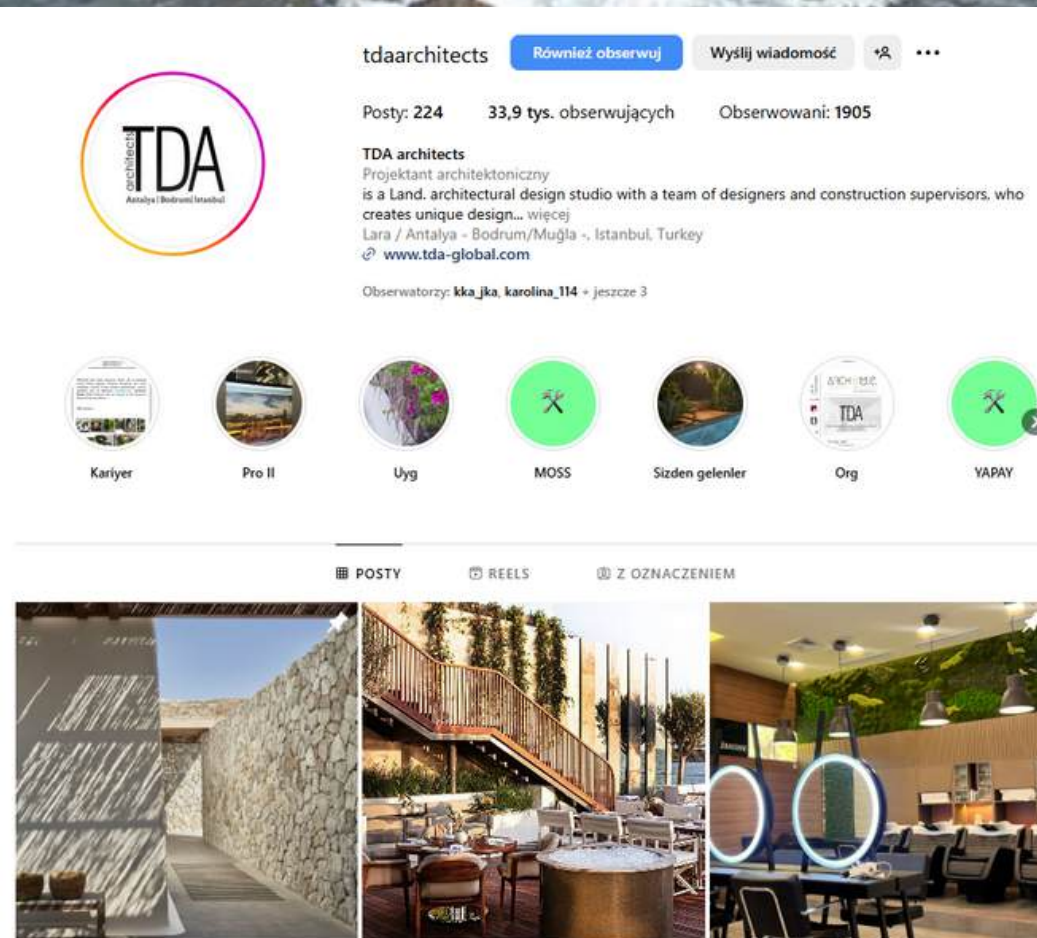 tdaarchitects Również obserwuj Wyślij wiadomość
Posty: 224 33,9 tys. obserwujących Obserwowani: 1905
architects
TDA
Antalya | Bodrum | Istanbul
TDA architects
Projektant architektoniczny
is a Land. architectural design studio with a team of designers and construction supervisors. who
creates unique design... więcej
Lara / Antalya - Bodrum/Muğla -. Istanbul. Turkey
www.tda-global.com
Obserwatorzy: kka_jka, karolina_114 + jeszcze 3
TDA
Kariyer Pro II Uyg MOSS Sizden gelenler Org YAPAY
POSTY REELS Z OZNACZENIEM